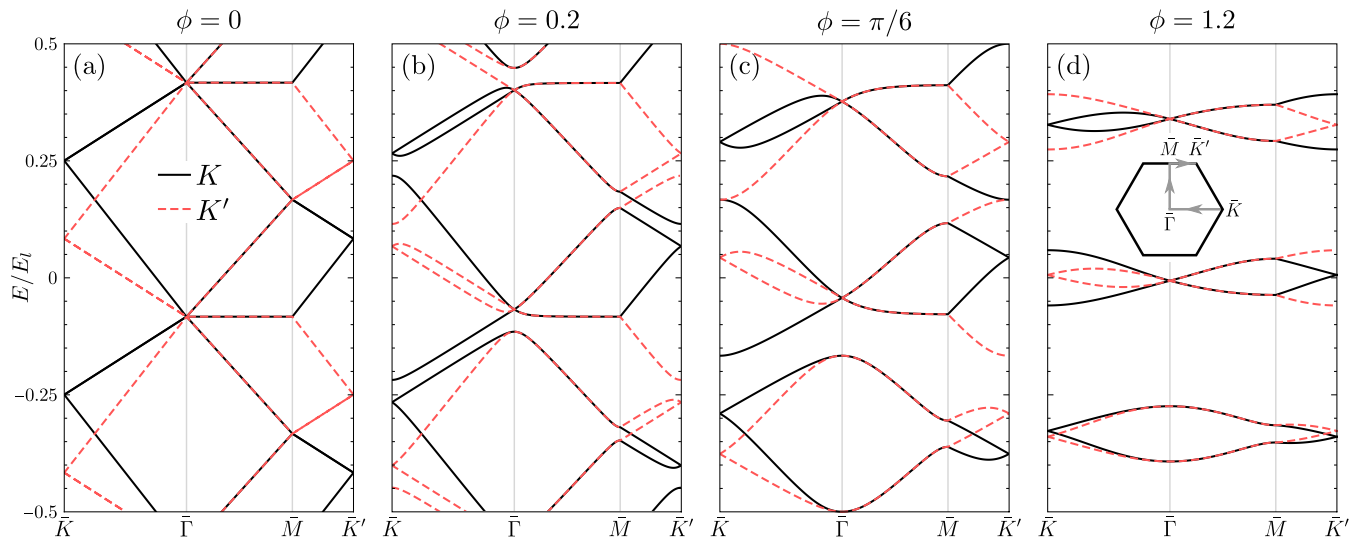 ϕ = 0
ϕ = 0.2
ϕ = π/6
ϕ = 1.2
(a)
(b)
(c)
(d)
0.5
0.25
0
−0.25
−0.5
E/E_l
K
K′
M̄ K̄′
K̄
Γ̄
K̄ Γ̄ M̄ K̄′
K̄ Γ̄ M̄ K̄′
K̄ Γ̄ M̄ K̄′
K̄ Γ̄ M̄ K̄′